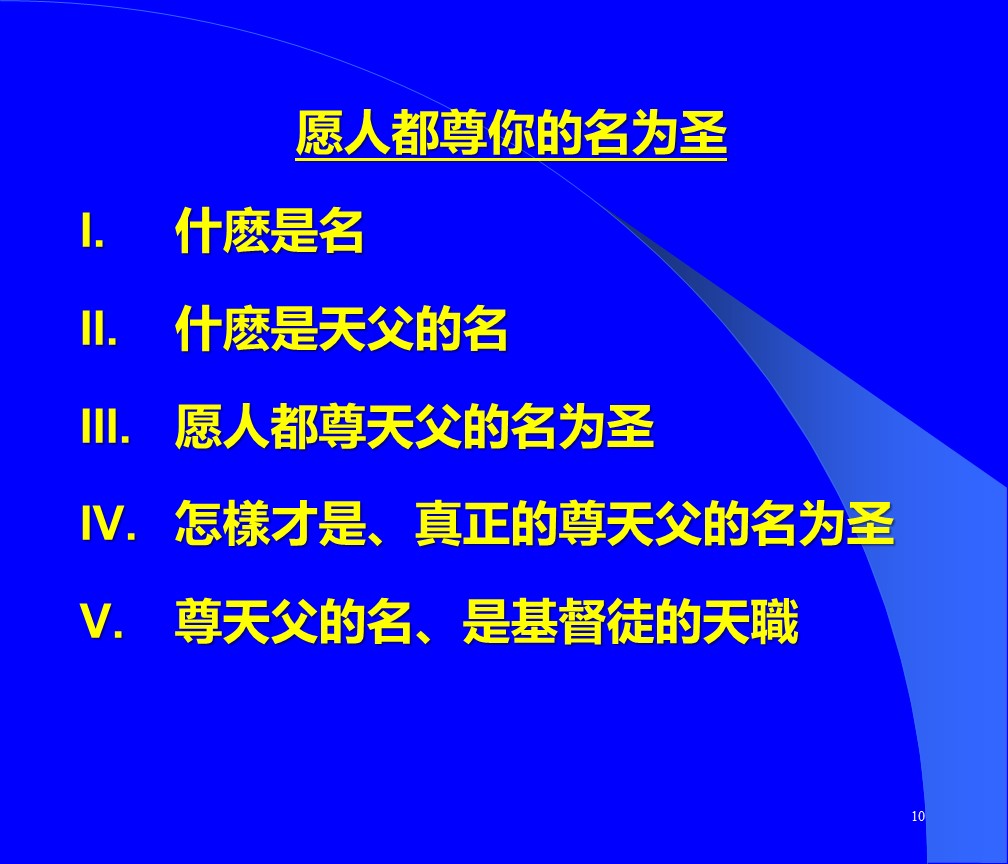 愿人都尊你的名为圣
I. 什麽是名
II. 什麽是天父的名
III. 愿人都尊天父的名为圣
IV. 怎樣才是、真正的尊天父的名为圣
V. 尊天父的名、是基督徒的天職
10